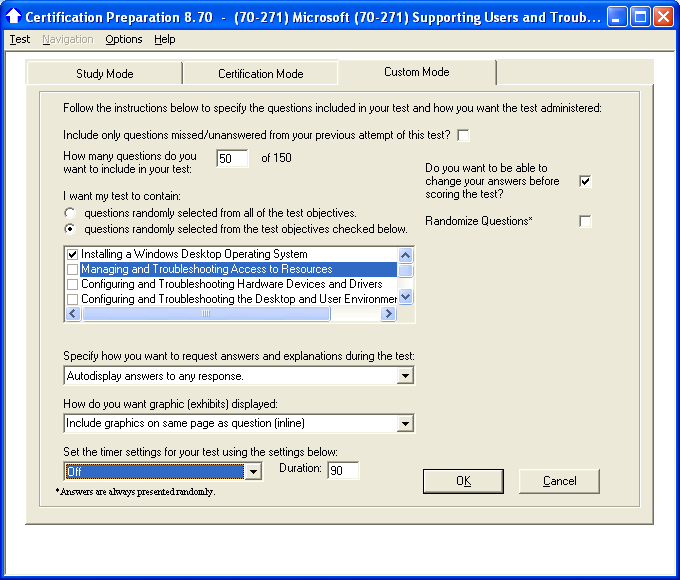 Certification Preparation 8.70 - (70-271) Microsoft (70-271) Supporting Users and Troub...
Test Navigation Options Help
Study Mode Certification Mode Custom Mode
Follow the instructions below to specify the questions included in your test and how you want the test administered:
Include only questions missed/unanswered from your previous attempt of this test?
How many questions do you
want to include in your test:
50 of 150
Do you want to be able to
change your answers before
scoring the test?
I want my test to contain:
questions randomly selected from all of the test objectives.
Randomize Questions*
questions randomly selected from the test objectives checked below.
Installing a Windows Desktop Operating System
Managing and Troubleshooting Access to Resources
Configuring and Troubleshooting Hardware Devices and Drivers
Configuring and Troubleshooting the Desktop and User Environmer
Specify how you want to request answers and explanations during the test:
Autodisplay answers to any response.
How do you want graphic (exhibits) displayed:
Include graphics on same page as question (inline)
Set the timer settings for your test using the settings below:
Off Duration: 90
OK Cancel
*Answers are always presented randomly.